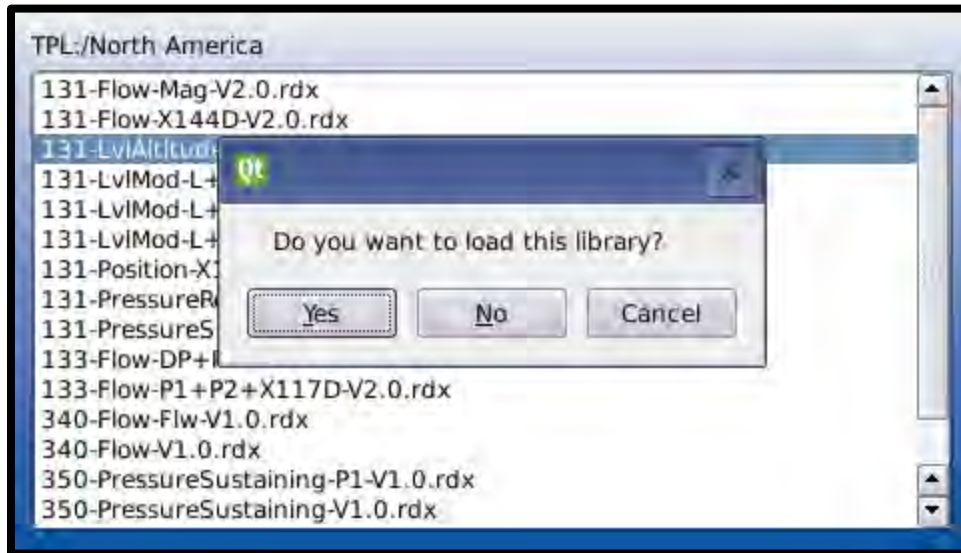 TPL:/North America
131-Flow-Mag-V2.0.rdx
131-Flow-X144D-V2.0.rdx
131-LvlAltitude
131-LvlMod-L+
131-LvlMod-L+
131-LvlMod-L+
131-Position-X1
131-PressureR
131-PressureS
133-Flow-DP+
133-Flow-P1+P2+X117D-V2.0.rdx
340-Flow-Flw-V1.0.rdx
340-Flow-V1.0.rdx
350-PressureSustaining-P1-V1.0.rdx
350-PressureSustaining-V1.0.rdx
Qt
Do you want to load this library?
Yes
No
Cancel